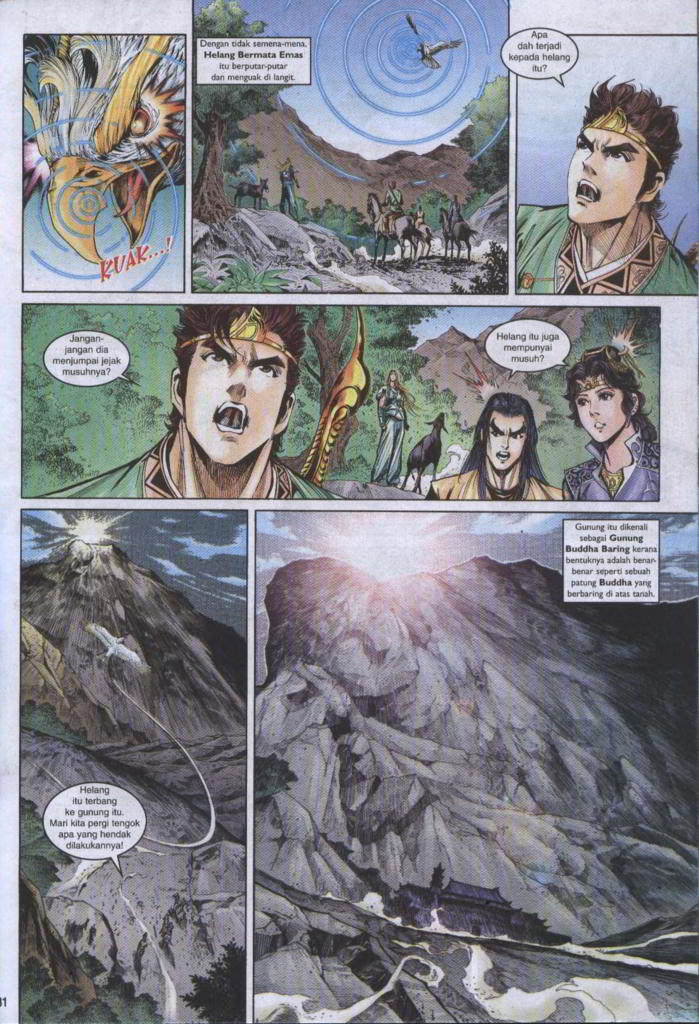 KUAK...!
Dengan tidak semena-mena,
Helang Bermata Emas
itu berputar-putar
dan menguak di langit.
Apa
dah terjadi
kepada helang
itu?
Jangan-
jangan dia
menjumpai jejak
musuhnya?
Helang itu juga
mempunyai
musuh?
Helang
itu terbang
ke gunung itu.
Mari kita pergi tengok
apa yang hendak
dilakukannya!
Gunung itu dikenali
sebagai Gunung
Buddha Baring kerana
bentuknya adalah benar-
benar seperti sebuah
patung Buddha yang
berbaring di atas tanah.